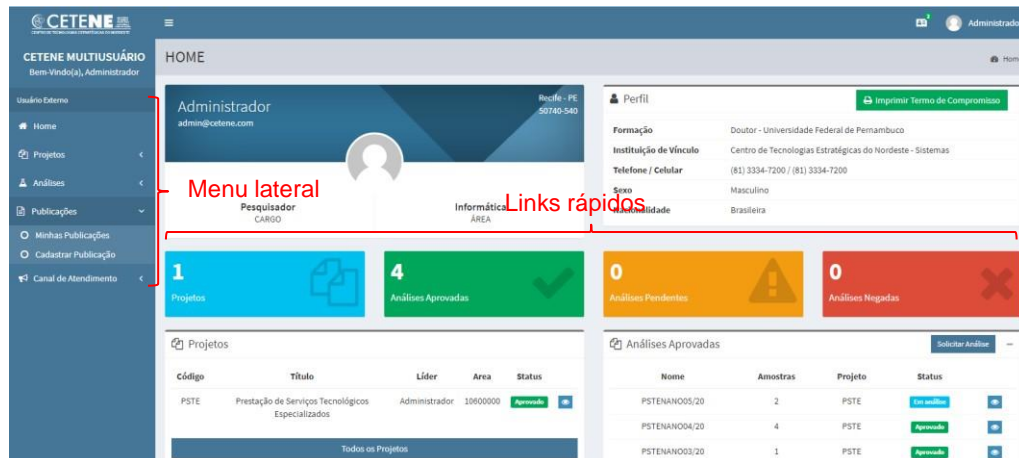 CETENE
CENTRO DE TECNOLOGIAS ESTRATÉGICAS DO NORDESTE
2
Administrado
CETENE MULTIUSUÁRIO
Bem-Vindo(a), Administrador
HOME
Hom
Usuário Externo
Home
Projetos
Análises
Publicações
Minhas Publicações
Cadastrar Publicação
Canal de Atendimento
Menu lateral
Administrador
admin@cetene.com
Recife - PE
50740-540
Pesquisador
CARGO
Informática
ÁREA
Links rápidos
Perfil
Imprimir Termo de Compromisso
Formação Doutor - Universidade Federal de Pernambuco
Instituição de Vínculo Centro de Tecnologias Estratégicas do Nordeste - Sistemas
Telefone / Celular (81) 3334-7200 / (81) 3334-7200
Sexo Masculino
Nacionalidade Brasileira
1
Projetos
4
Análises Aprovadas
0
Análises Pendentes
0
Análises Negadas
Projetos
Código Título Líder Area Status
PSTE Prestação de Serviços Tecnológicos Especializados Administrador 10600000 Aprovado
Todos os Projetos
Análises Aprovadas
Solicitar Análise
Nome Amostras Projeto Status
PSTENANO05/20 2 PSTE Em análise
PSTENANO04/20 4 PSTE Aprovado
PSTENANO03/20 1 PSTE Aprovado